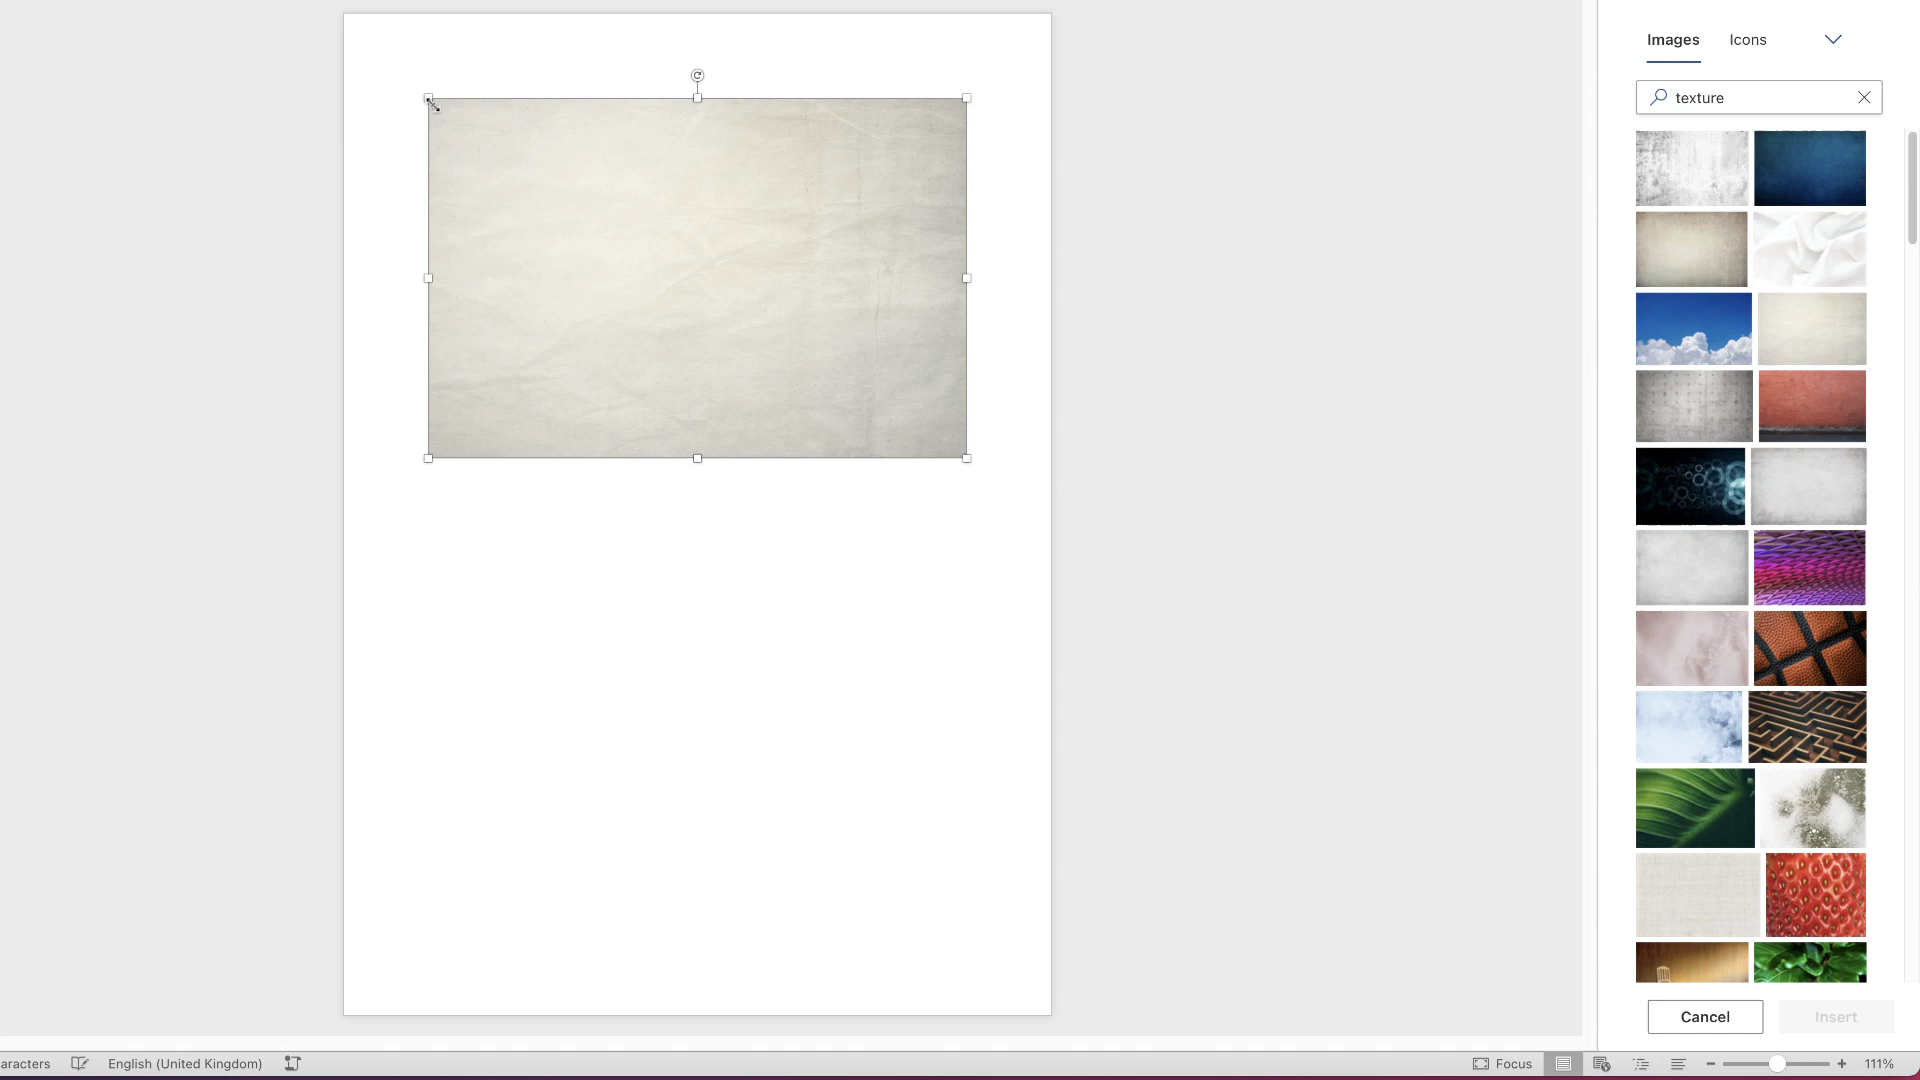 Images Icons
texture
Cancel Insert
aracters English (United Kingdom) Focus 111%